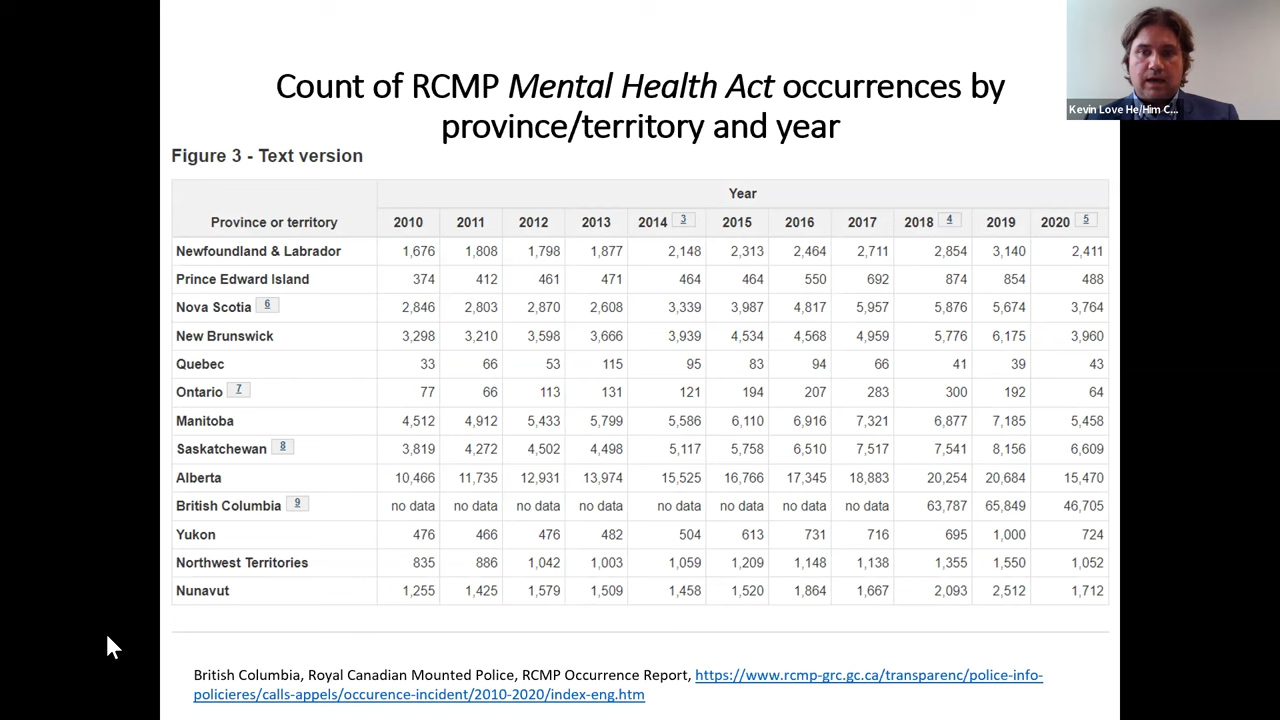 Count of RCMP Mental Health Act occurrences by
province/territory and year
Kevin Love He/Him C...
Figure 3 - Text version
Year
Province or territory 2010 2011 2012 2013 2014 3 2015 2016 2017 2018 4 2019 2020 5
Newfoundland & Labrador 1,676 1,808 1,798 1,877 2,148 2,313 2,464 2,711 2,854 3,140 2,411
Prince Edward Island 374 412 461 471 464 464 550 692 874 854 488
Nova Scotia 6 2,846 2,803 2,870 2,608 3,339 3,987 4,817 5,957 5,876 5,674 3,764
New Brunswick 3,298 3,210 3,598 3,666 3,939 4,534 4,568 4,959 5,776 6,175 3,960
Quebec 33 66 53 115 95 83 94 66 41 39 43
Ontario 7 77 66 113 131 121 194 207 283 300 192 64
Manitoba 4,512 4,912 5,433 5,799 5,586 6,110 6,916 7,321 6,877 7,185 5,458
Saskatchewan 8 3,819 4,272 4,502 4,498 5,117 5,758 6,510 7,517 7,541 8,156 6,609
Alberta 10,466 11,735 12,931 13,974 15,525 16,766 17,345 18,883 20,254 20,684 15,470
British Columbia 9 no data no data no data no data no data no data no data no data 63,787 65,849 46,705
Yukon 476 466 476 482 504 613 731 716 695 1,000 724
Northwest Territories 835 886 1,042 1,003 1,059 1,209 1,148 1,138 1,355 1,550 1,052
Nunavut 1,255 1,425 1,579 1,509 1,458 1,520 1,864 1,667 2,093 2,512 1,712
British Columbia, Royal Canadian Mounted Police, RCMP Occurrence Report, https://www.rcmp-grc.gc.ca/transparenc/police-info-
policieres/calls-appels/occurence-incident/2010-2020/index-eng.htm